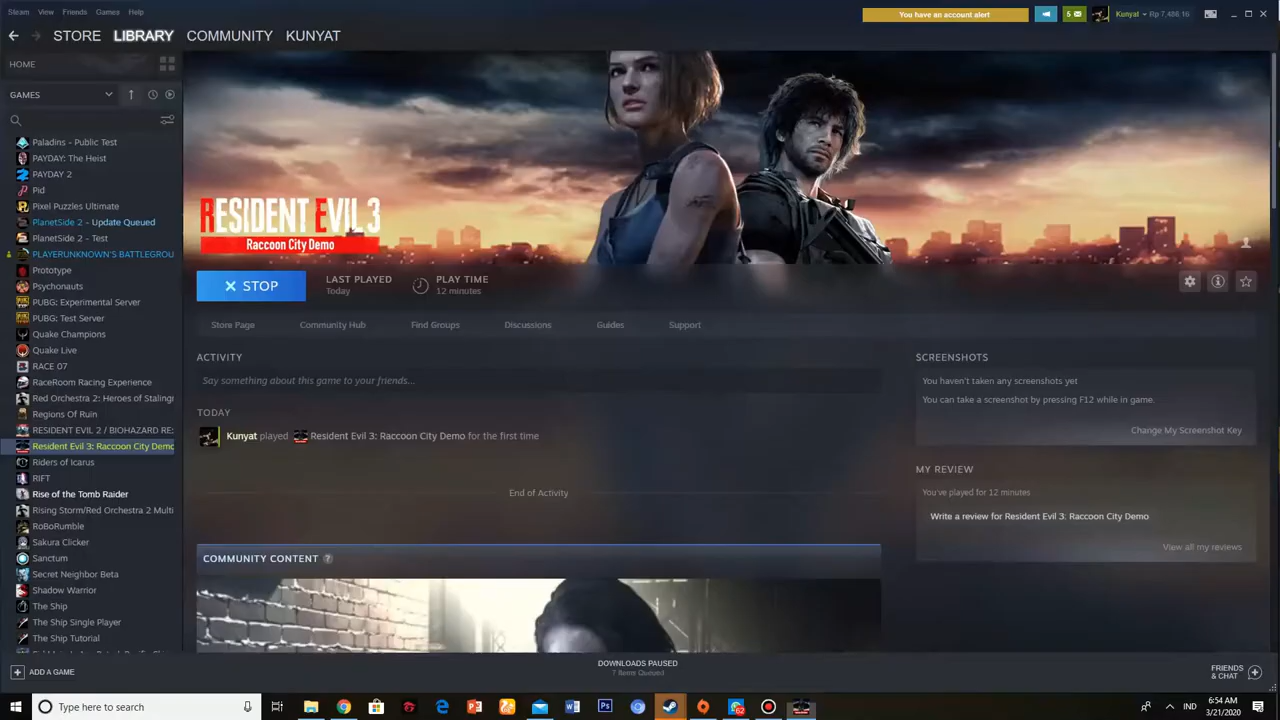 Steam View Friends Games Help
You have an account alert
5
Kunyat
Rp 7,486.16
STORE LIBRARY COMMUNITY KUNYAT
HOME
GAMES
Paladins - Public Test
PAYDAY: The Heist
PAYDAY 2
Pid
Pixel Puzzles Ultimate
PlanetSide 2 - Update Queued
PlanetSide 2 - Test
PLAYERUNKNOWN'S BATTLEGROU
Prototype
Psychonauts
PUBG: Experimental Server
PUBG: Test Server
Quake Champions
Quake Live
RACE 07
RaceRoom Racing Experience
Red Orchestra 2: Heroes of Stalingr
Regions Of Ruin
RESIDENT EVIL 2 / BIOHAZARD RE:
Resident Evil 3: Raccoon City Demo
Riders of Icarus
RIFT
Rise of the Tomb Raider
Rising Storm/Red Orchestra 2 Multi
RoBoRumble
Sakura Clicker
Sanctum
Secret Neighbor Beta
Shadow Warrior
The Ship
The Ship Single Player
The Ship Tutorial
RESIDENT EVIL 3
Raccoon City Demo
STOP
LAST PLAYED
Today
PLAY TIME
12 minutes
Store Page Community Hub Find Groups Discussions Guides Support
ACTIVITY
Say something about this game to your friends...
TODAY
Kunyat played Resident Evil 3: Raccoon City Demo for the first time
End of Activity
COMMUNITY CONTENT ?
SCREENSHOTS
You haven't taken any screenshots yet
You can take a screenshot by pressing F12 while in game.
Change My Screenshot Key
MY REVIEW
You've played for 12 minutes
Write a review for Resident Evil 3: Raccoon City Demo
View all my reviews
ADD A GAME
DOWNLOADS PAUSED
7 Items Queued
FRIENDS
& CHAT
Type here to search
62
IND
6:54 AM
3/21/2020